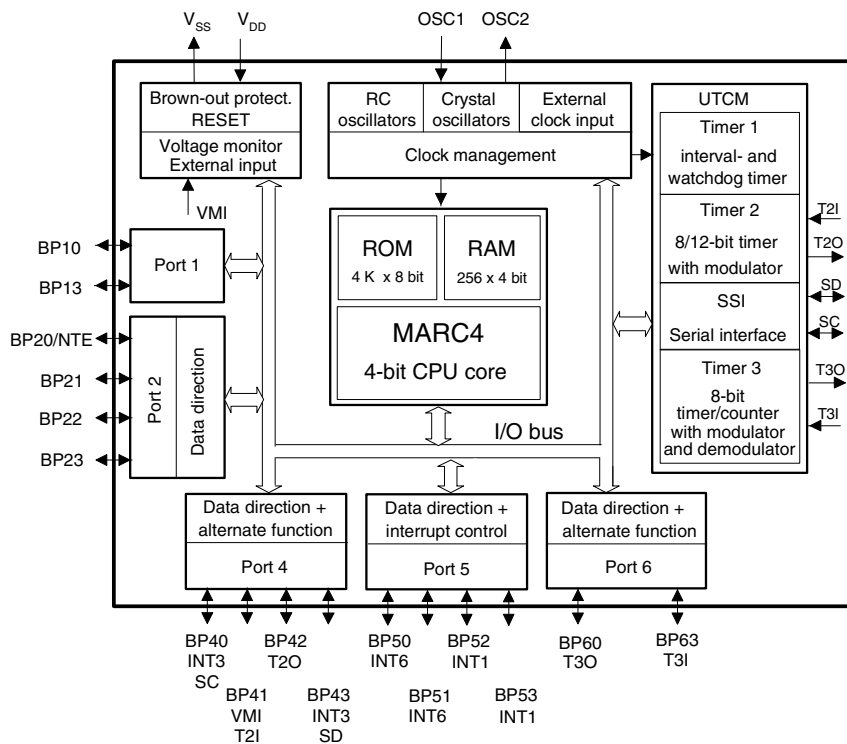 V_SS
V_DD
OSC1
OSC2
Brown-out protect.
RESET
Voltage monitor
External input
VMI
RC
oscillators
Crystal
oscillators
External
clock input
Clock management
UTCM
Timer 1
interval- and
watchdog timer
Timer 2
8/12-bit timer
with modulator
SSI
Serial interface
Timer 3
8-bit
timer/counter
with modulator
and demodulator
T2I
T2O
SD
SC
T3O
T3I
ROM
4 K x 8 bit
RAM
256 x 4 bit
MARC4
4-bit CPU core
I/O bus
BP10
BP13
Port 1
BP20/NTE
BP21
BP22
BP23
Port 2
Data direction
Data direction +
alternate function
Port 4
Data direction +
interrupt control
Port 5
Data direction +
alternate function
Port 6
BP40
INT3
SC
BP41
VMI
T2I
BP42
T2O
BP43
INT3
SD
BP50
INT6
BP51
INT6
BP52
INT1
BP53
INT1
BP60
T3O
BP63
T3I